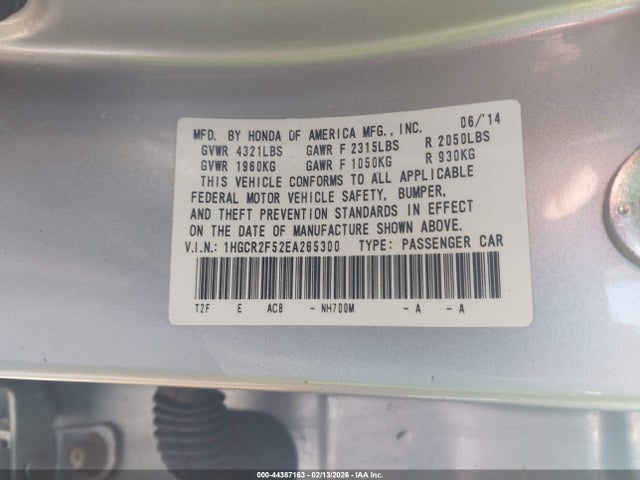 MFD. BY HONDA OF AMERICA MFG., INC. 06/'14
GVWR 4321LBS GAWR F 2315LBS R 2050LBS
GVWR 1960KG GAWR F 1050KG R 930KG
THIS VEHICLE CONFORMS TO ALL APPLICABLE
FEDERAL MOTOR VEHICLE SAFETY, BUMPER,
AND THEFT PREVENTION STANDARDS IN EFFECT
ON THE DATE OF MANUFACTURE SHOWN ABOVE.
V.I.N.: 1HGCR2F52EA265300 TYPE: PASSENGER CAR
T2F E AC8 - NH700M - A - A
000-44387163 - 02/13/2026 - IAA Inc.